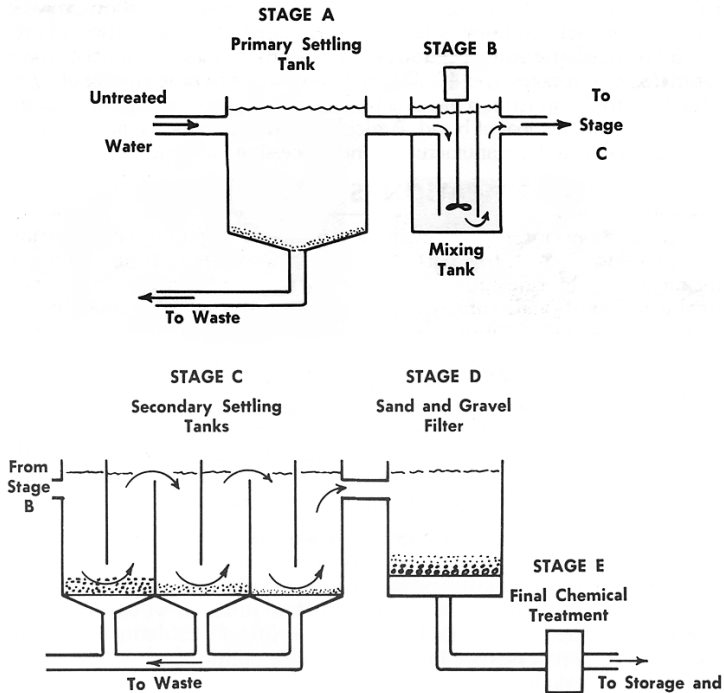 STAGE A
Primary Settling
Tank
STAGE B
Untreated
Water
To
Stage
C
Mixing
Tank
To Waste
STAGE C
Secondary Settling
Tanks
STAGE D
Sand and Gravel
Filter
From
Stage
B
STAGE E
Final Chemical
Treatment
To Waste
To Storage and